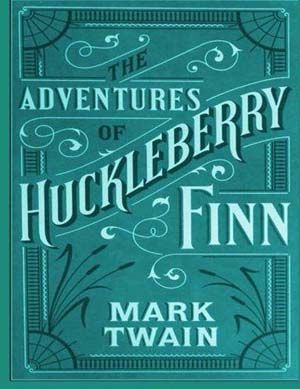 THE
ADVENTURES
OF
HUCKLEBERRY
FINN
MARK
TWAIN